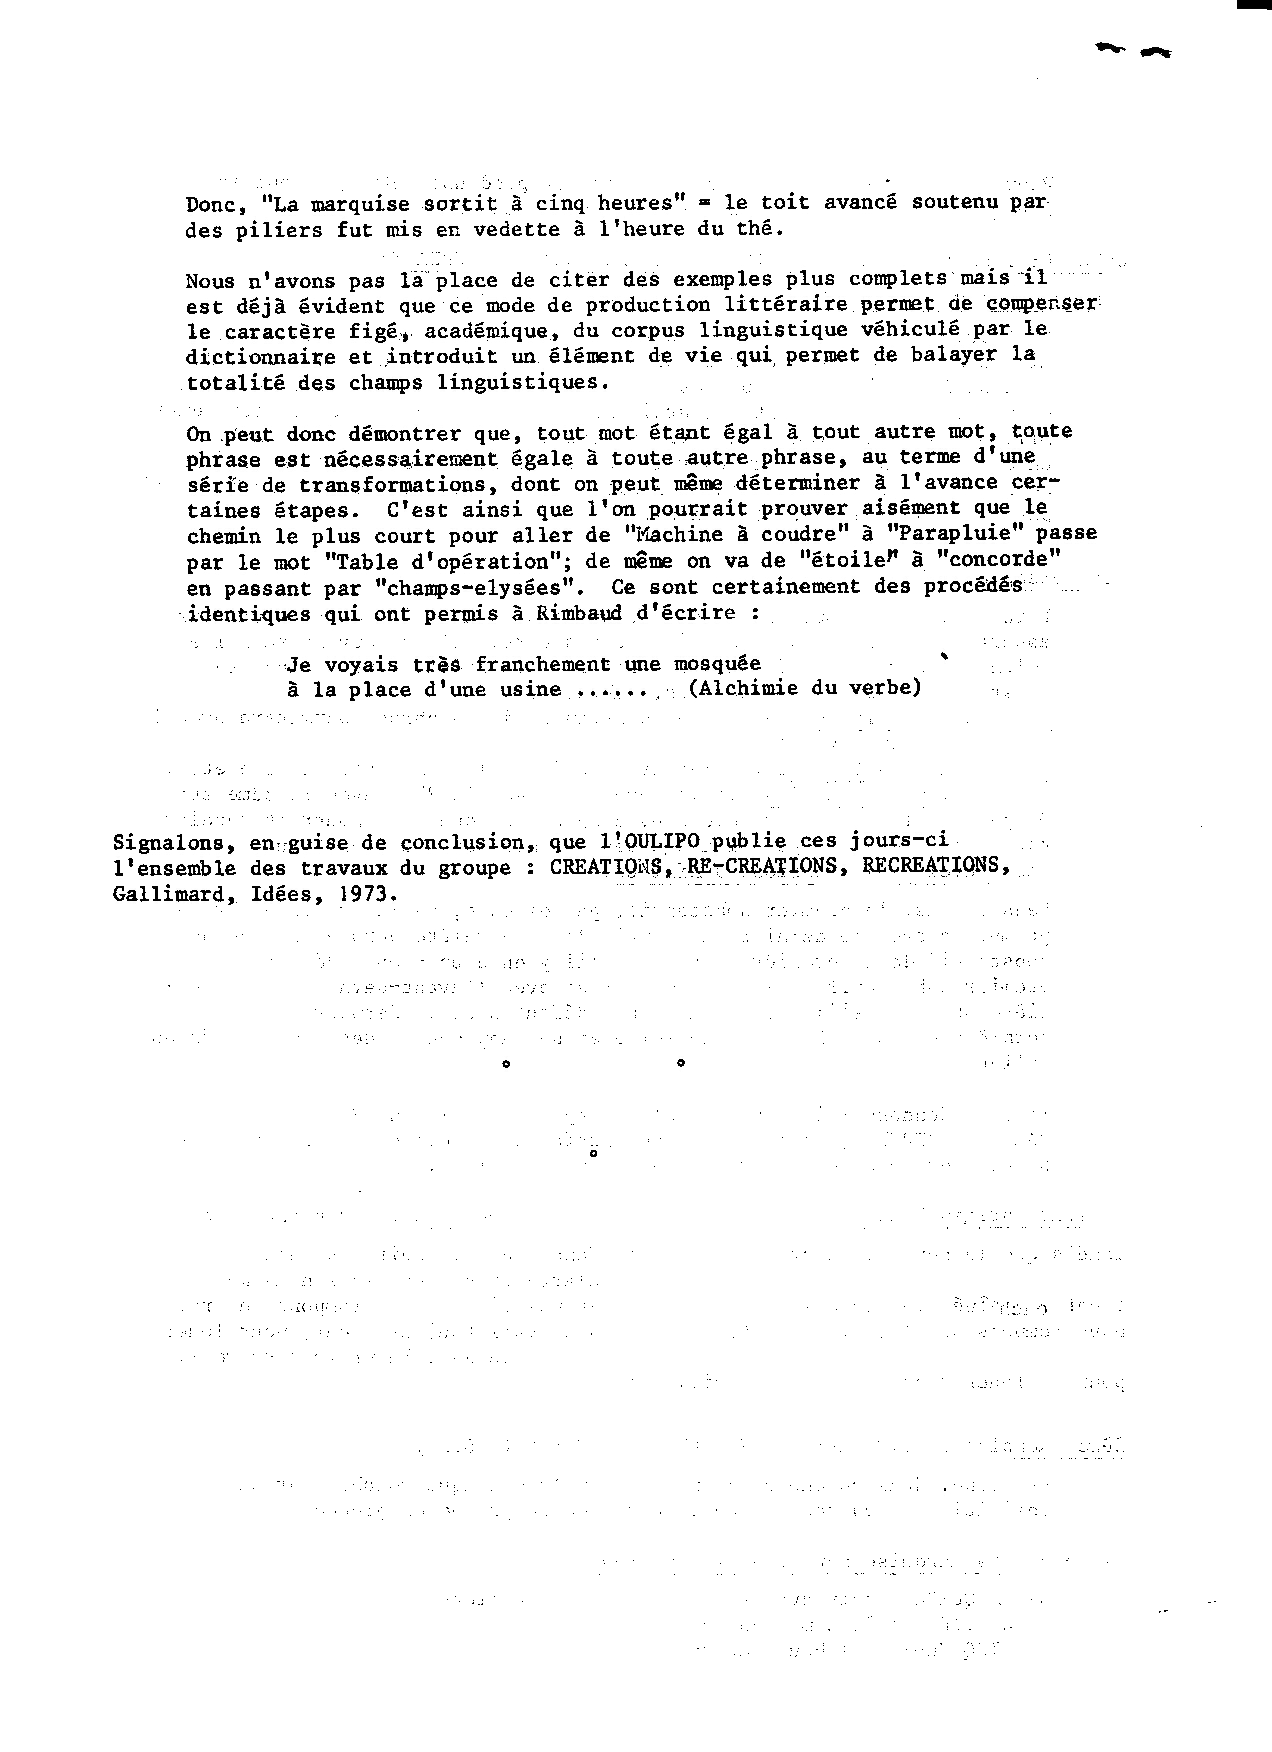 Donc, "La marquise sortit à cinq heures" = le toit avancé soutenu par
des piliers fut mis en vedette à l'heure du thé.
Nous n'avons pas la place de citer des exemples plus complets mais il
est déjà évident que ce mode de production littéraire permet de compenser
le caractère figé, académique, du corpus linguistique véhiculé par le
dictionnaire et introduit un élément de vie qui permet de balayer la
totalité des champs linguistiques.
On peut donc démontrer que, tout mot étant égal à tout autre mot, toute
phrase est nécessairement égale à toute autre phrase, au terme d'une
série de transformations, dont on peut même déterminer à l'avance cer-
taines étapes. C'est ainsi que l'on pourrait prouver aisément que le
chemin le plus court pour aller de "Machine à coudre" à "Parapluie" passe
par le mot "Table d'opération"; de même on va de "étoile" à "concorde"
en passant par "champs-elysées". Ce sont certainement des procédés
identiques qui ont permis à Rimbaud d'écrire :
Je voyais très franchement une mosquée
à la place d'une usine ...... (Alchimie du verbe)
Signalons, en guise de conclusion, que l'OULIPO publie ces jours-ci
l'ensemble des travaux du groupe : CREATIONS, RE-CREATIONS, RECREATIONS,
Gallimard, Idées, 1973.